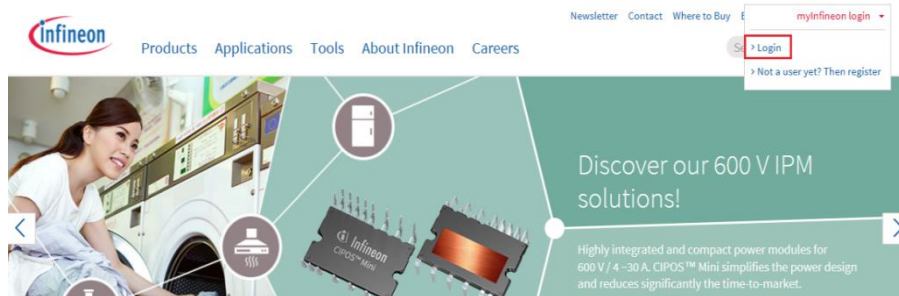 Newsletter Contact Where to Buy
myInfineon login
infineon
Products Applications Tools About Infineon Careers
> Login
> Not a user yet? Then register
Discover our 600 V IPM
solutions!
Infineon
CIPOS™ Mini
Highly integrated and compact power modules for
600 V / 4 –30 A. CIPOS™ Mini simplifies the power design
and reduces significantly the time-to-market.